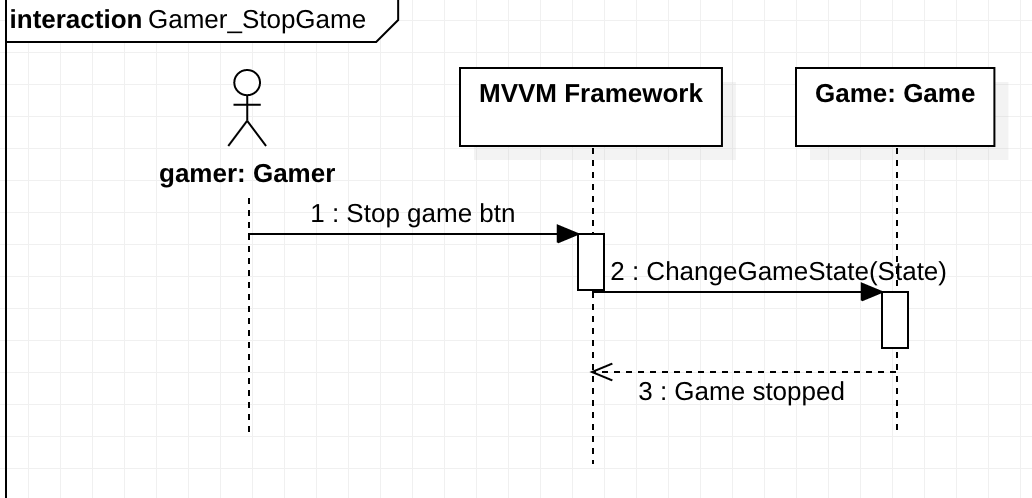 interaction Gamer_StopGame
MVVM Framework
Game: Game
gamer: Gamer
1 : Stop game btn
2 : ChangeGameState(State)
3 : Game stopped